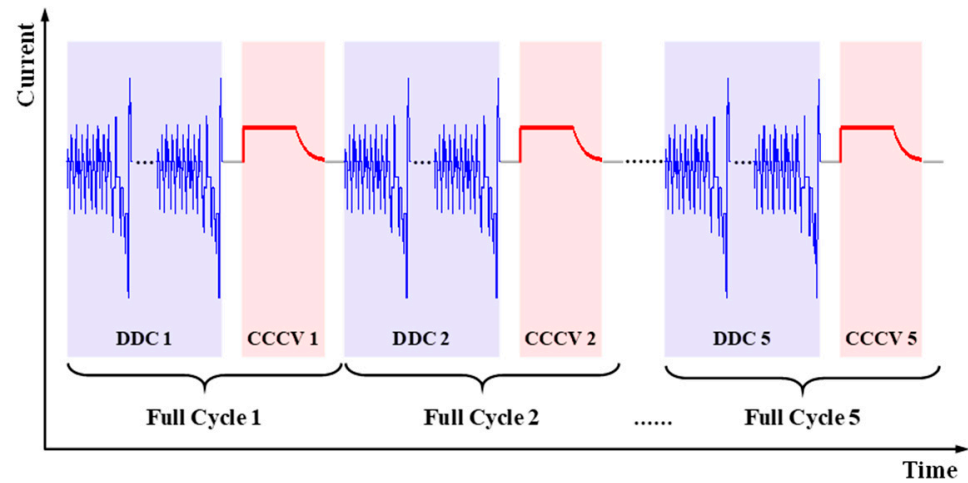 Current
DDC 1
CCCV 1
DDC 2
CCCV 2
DDC 5
CCCV 5
Full Cycle 1
Full Cycle 2
......
Full Cycle 5
Time